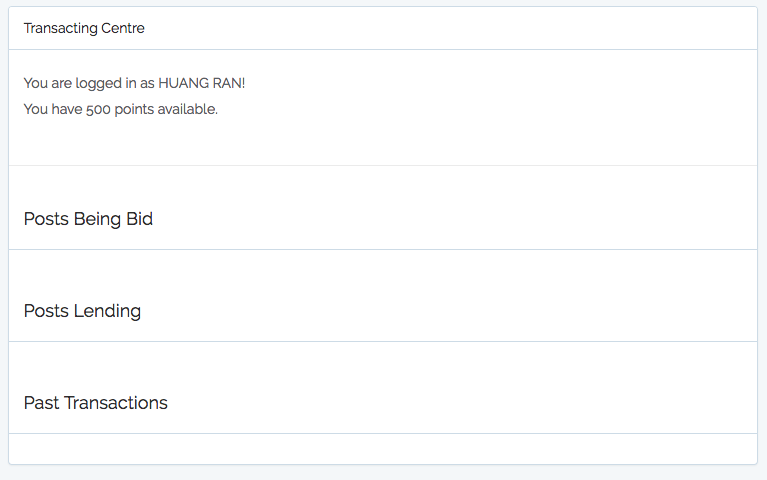 Transacting Centre
You are logged in as HUANG RAN!
You have 500 points available.
Posts Being Bid
Posts Lending
Past Transactions